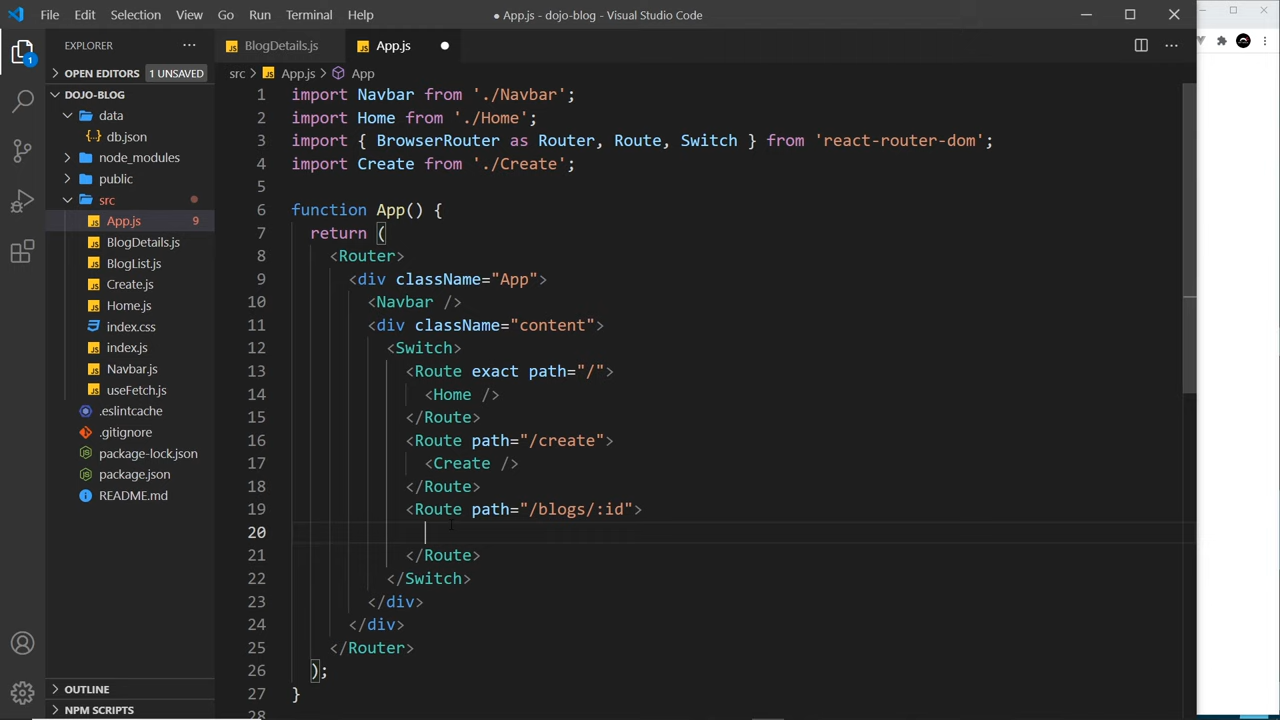 File Edit Selection View Go Run Terminal Help ● App.js - dojo-blog - Visual Studio Code
EXPLORER ···
BlogDetails.js App.js
OPEN EDITORS 1 UNSAVED
src > App.js > App
DOJO-BLOG
data
db.json
node_modules
public
src
App.js 9
BlogDetails.js
BlogList.js
Create.js
Home.js
index.css
index.js
Navbar.js
useFetch.js
.eslintcache
.gitignore
package-lock.json
package.json
README.md
OUTLINE
NPM SCRIPTS
1
1 import Navbar from './Navbar';
2 import Home from './Home';
3 import { BrowserRouter as Router, Route, Switch } from 'react-router-dom';
4 import Create from './Create';
5
6 function App() {
7 return (
8 <Router>
9 <div className="App">
10 <Navbar />
11 <div className="content">
12 <Switch>
13 <Route exact path="/">
14 <Home />
15 </Route>
16 <Route path="/create">
17 <Create />
18 </Route>
19 <Route path="/blogs/:id">
20
21 </Route>
22 </Switch>
23 </div>
24 </div>
25 </Router>
26 );
27 }
28